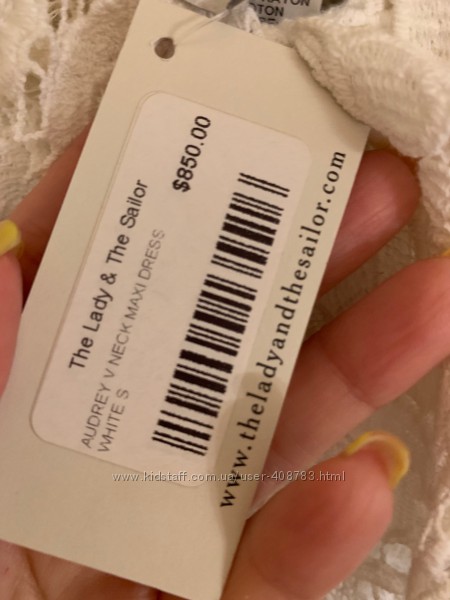 TON
The Lady & The Sailor
$850.00
AUDREY V NECK MAXI DRESS
WHITE S
www.theladyandthesailor.com
www.kidstaff.com.ua/user-408783.html